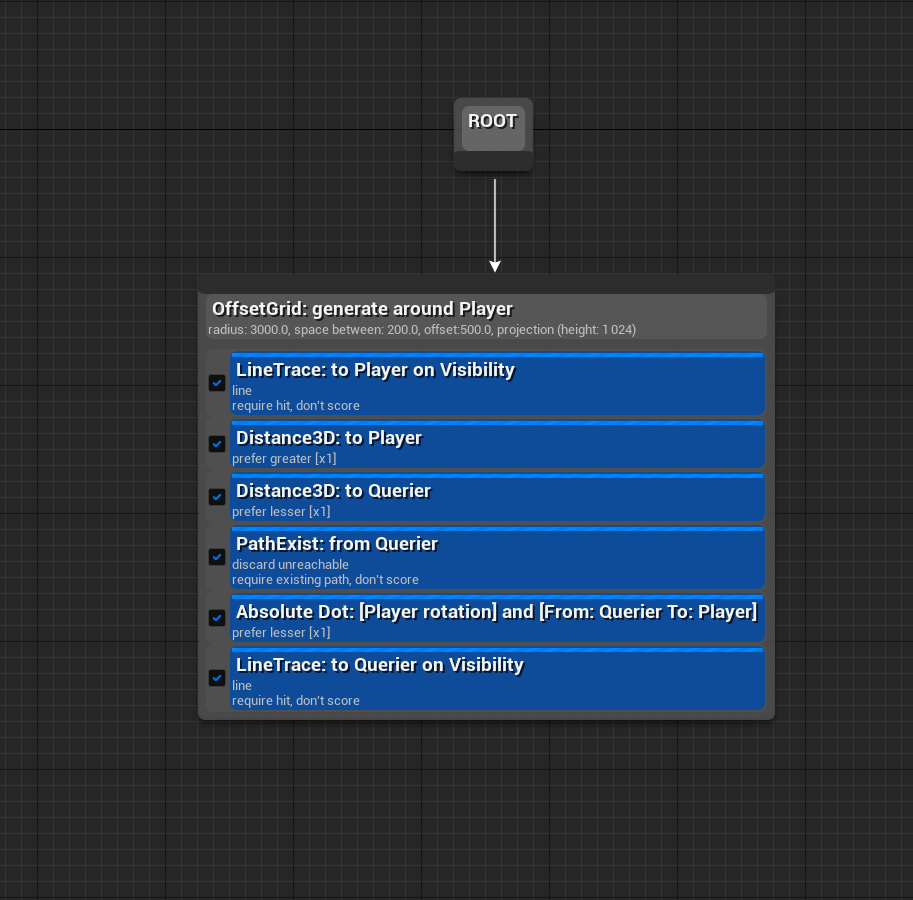 ROOT
OffsetGrid: generate around Player
radius: 3000.0, space between: 200.0, offset:500.0, projection (height: 1 024)
LineTrace: to Player on Visibility
line
require hit, don't score
Distance3D: to Player
prefer greater [x1]
Distance3D: to Querier
prefer lesser [x1]
PathExist: from Querier
discard unreachable
require existing path, don't score
Absolute Dot: [Player rotation] and [From: Querier To: Player]
prefer lesser [x1]
LineTrace: to Querier on Visibility
line
require hit, don't score